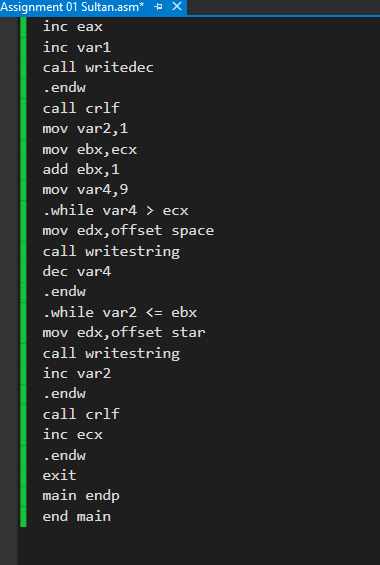 Assignment 01 Sultan.asm*
inc eax
inc var1
call writedec
.endw
call crlf
mov var2,1
mov ebx,ecx
add ebx,1
mov var4,9
.while var4 > ecx
mov edx,offset space
call writestring
dec var4
.endw
.while var2 <= ebx
mov edx,offset star
call writestring
inc var2
.endw
call crlf
inc ecx
.endw
exit
main endp
end main